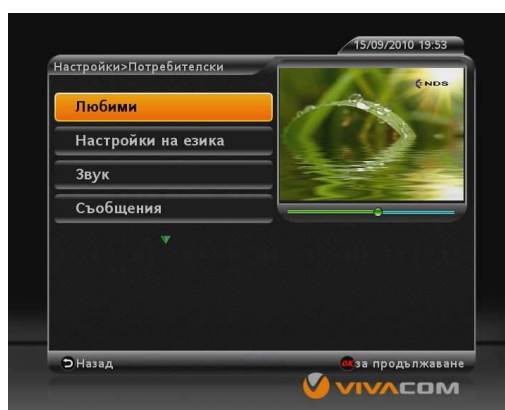 15/09/2010 19:53
Настройки>Потребителски
NDS
Любими
Настройки на езика
Звук
Съобщения
Назад
OK за продължаване
VIVACOM